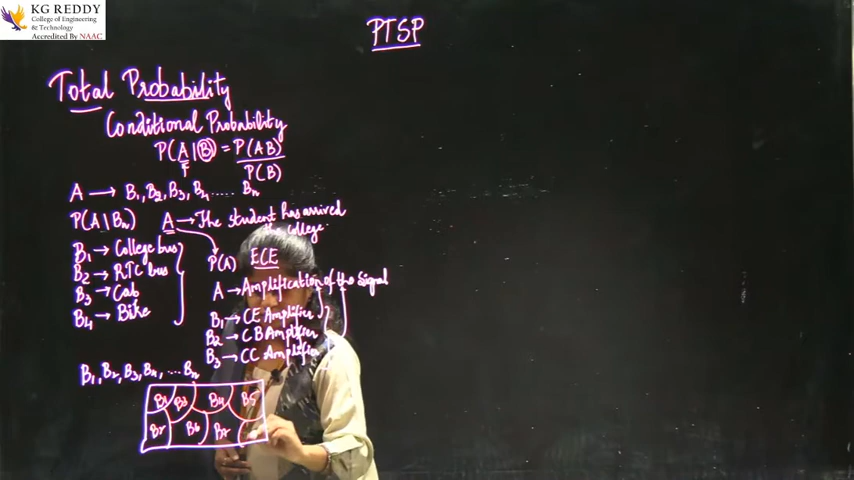 KG REDDY
College of Engineering
& Technology
Accredited By NAAC
PTSP
Total Probability
Conditional Probability
P(A|B) = P(AB)
P(B)
A → B1, B2, B3, B4 ..... Bn
P(A|Bn) A → The student has arrived
the college.
B1 → College bus
B2 → RTC bus
B3 → Cab
B4 → Bike
P(A) ECE
A → Amplification of the Signal
B1 → CE Amplifier
B2 → CB Amplifier
B3 → CC Amplifier
B1, B2, B3, B4, ... Bn
B1 B3 B4 B5
B2 B6 B7